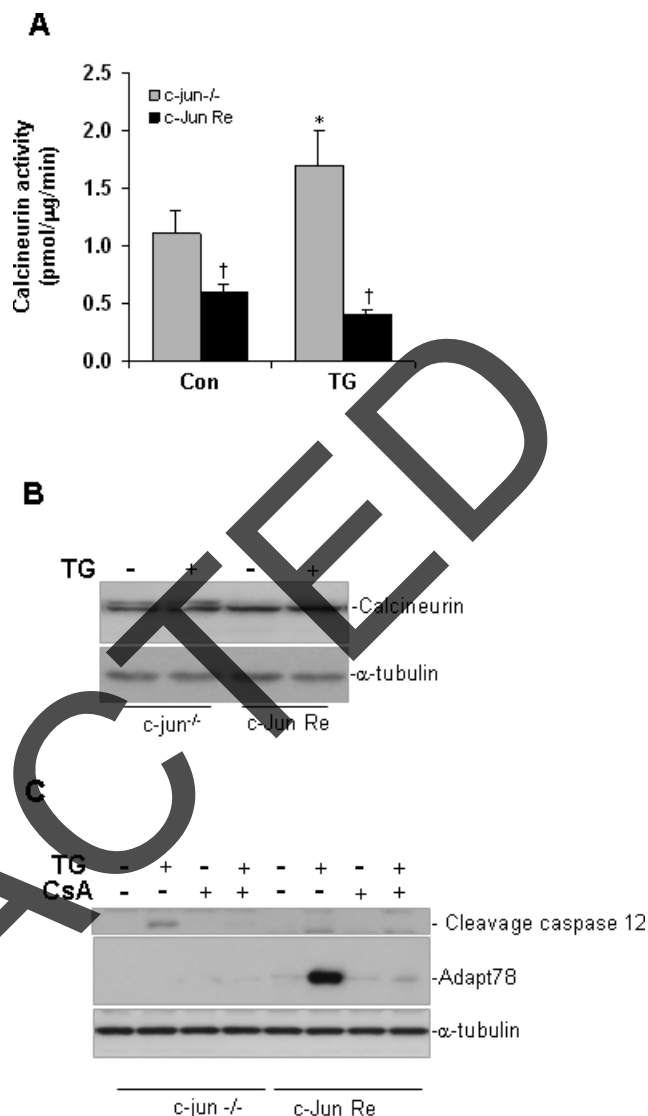 A
Calcineurin activity
(pmol/µg/min)
2.5
2.0
1.5
1.0
0.5
0.0
c-jun-/-
c-Jun Re
*
†
†
Con
TG
B
TG - + - +
-Calcineurin
-α-tubulin
c-jun-/-
c-Jun Re
C
TG - + - + - + - +
CsA - - + + - - + +
- Cleavage caspase 12
-Adapt78
-α-tubulin
c-jun -/-
c-Jun Re
ACTED